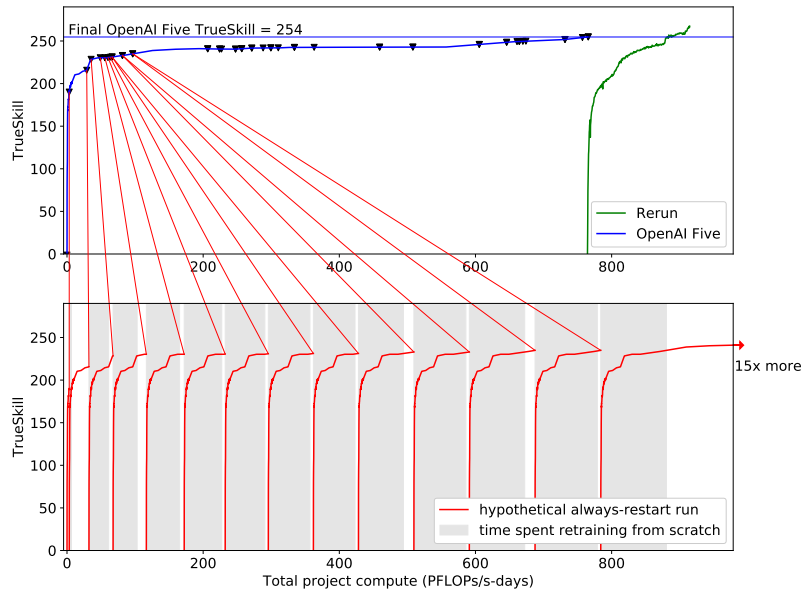 Final OpenAI Five TrueSkill = 254
TrueSkill
250
200
150
100
50
0
0 200 400 600 800
Rerun
OpenAI Five
TrueSkill
250
200
150
100
50
0
15x more
hypothetical always-restart run
time spent retraining from scratch
0 200 400 600 800
Total project compute (PFLOPs/s-days)